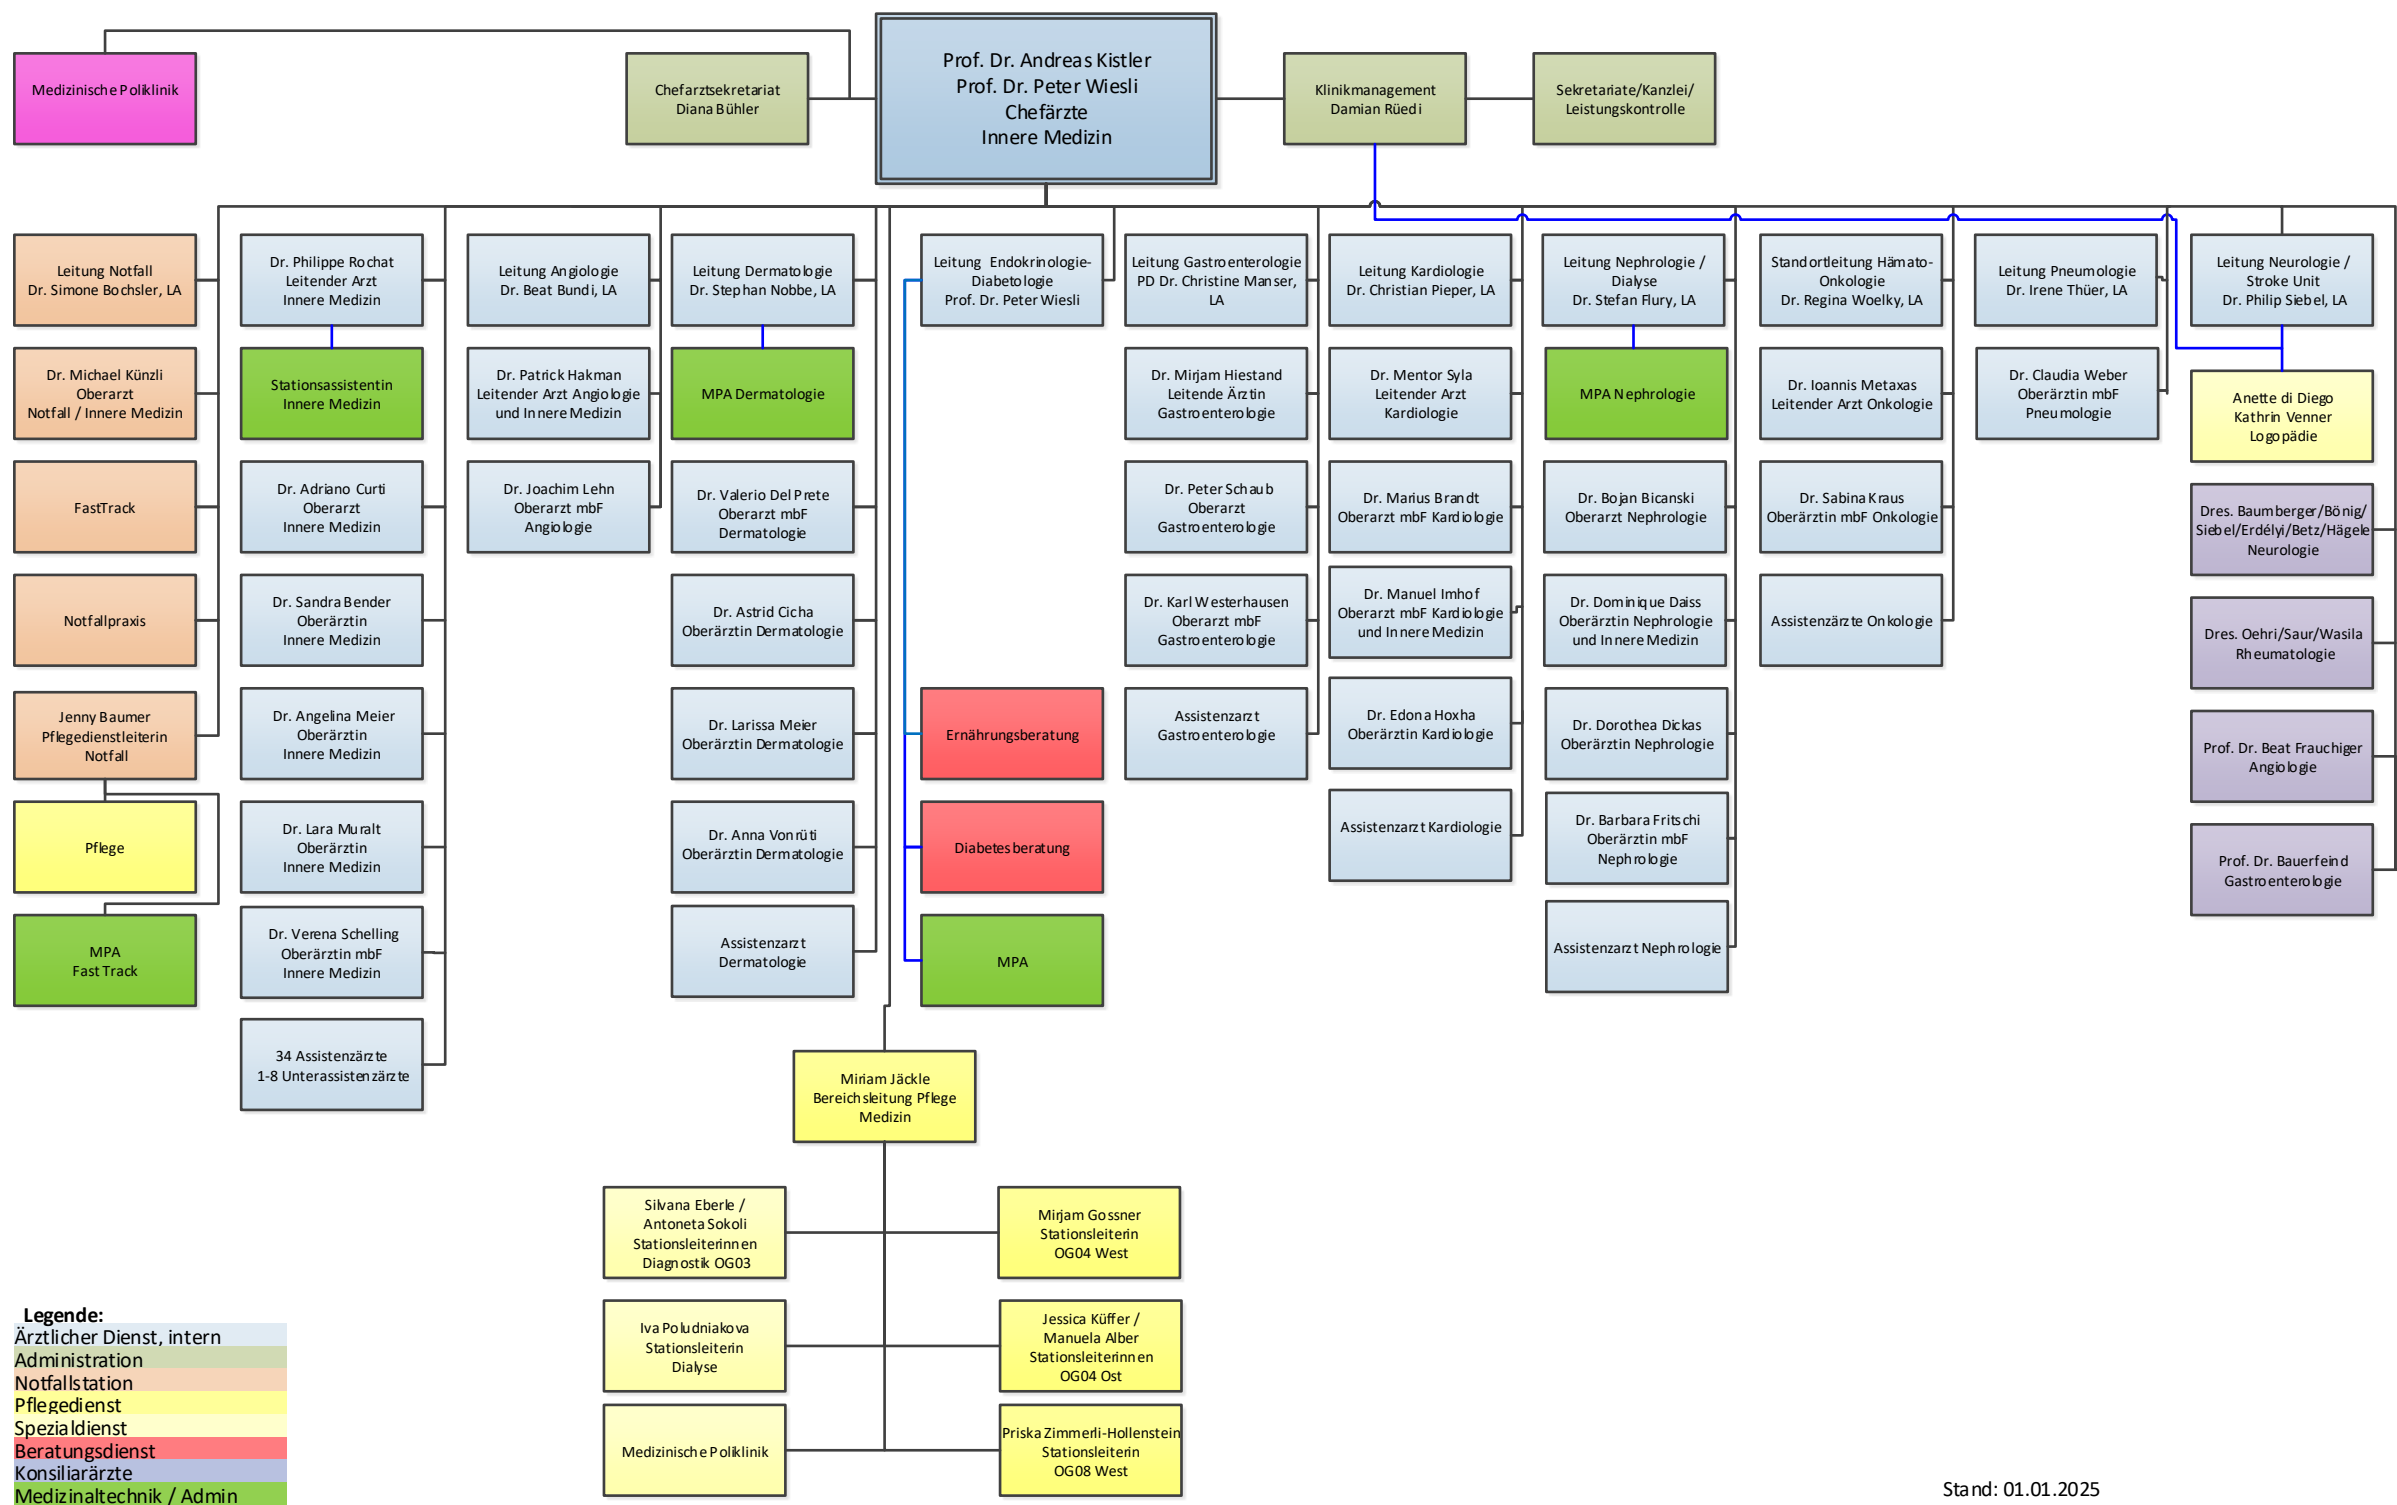 Prof. Dr. Andreas Kistler
Prof. Dr. Peter Wiesli
Chefärzte
Innere Medizin
Medizinische Poliklinik
Chefarztsekretariat
Diana Bühler
Klinikmanagement
Damian Rüedi
Sekretariate/Kanzlei/
Leistungskontrolle
Leitung Notfall
Dr. Simone Bochsler, LA
Dr. Michael Künzli
Oberarzt
Notfall / Innere Medizin
FastTrack
Notfallpraxis
Jenny Baumer
Pflegedienstleiterin
Notfall
Pflege
MPA
Fast Track
Dr. Philippe Rochat
Leitender Arzt
Innere Medizin
Stationsassistentin
Innere Medizin
Dr. Adriano Curti
Oberarzt
Innere Medizin
Dr. Sandra Bender
Oberärztin
Innere Medizin
Dr. Angelina Meier
Oberärztin
Innere Medizin
Dr. Lara Muralt
Oberärztin
Innere Medizin
Dr. Verena Schelling
Oberärztin mbF
Innere Medizin
34 Assistenzärzte
1-8 Unterassistenzärzte
Leitung Angiologie
Dr. Beat Bundi, LA
Dr. Patrick Hakman
Leitender Arzt Angiologie
und Innere Medizin
Dr. Joachim Lehn
Oberarzt mbF
Angiologie
Leitung Dermatologie
Dr. Stephan Nobbe, LA
MPA Dermatologie
Dr. Valerio Del Prete
Oberarzt mbF
Dermatologie
Dr. Astrid Cicha
Oberärztin Dermatologie
Dr. Larissa Meier
Oberärztin Dermatologie
Dr. Anna Vonrüti
Oberärztin Dermatologie
Assistenzarzt
Dermatologie
Leitung Endokrinologie-
Diabetologie
Prof. Dr. Peter Wiesli
Ernährungsberatung
Diabetesberatung
MPA
Leitung Gastroenterologie
PD Dr. Christine Manser,
LA
Dr. Mirjam Hiestand
Leitende Ärztin
Gastroenterologie
Dr. Peter Schaub
Oberarzt
Gastroenterologie
Dr. Karl Westerhausen
Oberarzt mbF
Gastroenterologie
Assistenzarzt
Gastroenterologie
Leitung Kardiologie
Dr. Christian Pieper, LA
Dr. Mentor Syla
Leitender Arzt
Kardiologie
Dr. Marius Brandt
Oberarzt mbF Kardiologie
Dr. Manuel Imhof
Oberarzt mbF Kardiologie
und Innere Medizin
Dr. Edona Hoxha
Oberärztin Kardiologie
Assistenzarzt Kardiologie
Leitung Nephrologie /
Dialyse
Dr. Stefan Flury, LA
MPA Nephrologie
Dr. Bojan Bicanski
Oberarzt Nephrologie
Dr. Dominique Daiss
Oberärztin Nephrologie
und Innere Medizin
Dr. Dorothea Dickas
Oberärztin Nephrologie
Dr. Barbara Fritschi
Oberärztin mbF
Nephrologie
Assistenzarzt Nephrologie
Standortleitung Hämato-
Onkologie
Dr. Regina Woelky, LA
Dr. Ioannis Metaxas
Leitender Arzt Onkologie
Dr. Sabina Kraus
Oberärztin mbF Onkologie
Assistenzärzte Onkologie
Leitung Pneumologie
Dr. Irene Thüer, LA
Dr. Claudia Weber
Oberärztin mbF
Pneumologie
Leitung Neurologie /
Stroke Unit
Dr. Philip Siebel, LA
Anette di Diego
Kathrin Venner
Logopädie
Dres. Baumberger/Bönig/
Siebel/Erdélyi/Betz/Hägele
Neurologie
Dres. Oehri/Saur/Wasila
Rheumatologie
Prof. Dr. Beat Frauchiger
Angiologie
Prof. Dr. Bauerfeind
Gastroenterologie
Miriam Jäckle
Bereichsleitung Pflege
Medizin
Silvana Eberle /
Antoneta Sokoli
Stationsleiterinnen
Diagnostik OG03
Mirjam Gossner
Stationsleiterin
OG04 West
Iva Poludniakova
Stationsleiterin
Dialyse
Jessica Küffer /
Manuela Alber
Stationsleiterinnen
OG04 Ost
Medizinische Poliklinik
Priska Zimmerli-Hollenstein
Stationsleiterin
OG08 West
Legende:
Ärztlicher Dienst, intern
Administration
Notfallstation
Pflegedienst
Spezialdienst
Beratungsdienst
Konsiliarärzte
Medizinaltechnik / Admin
Stand: 01.01.2025